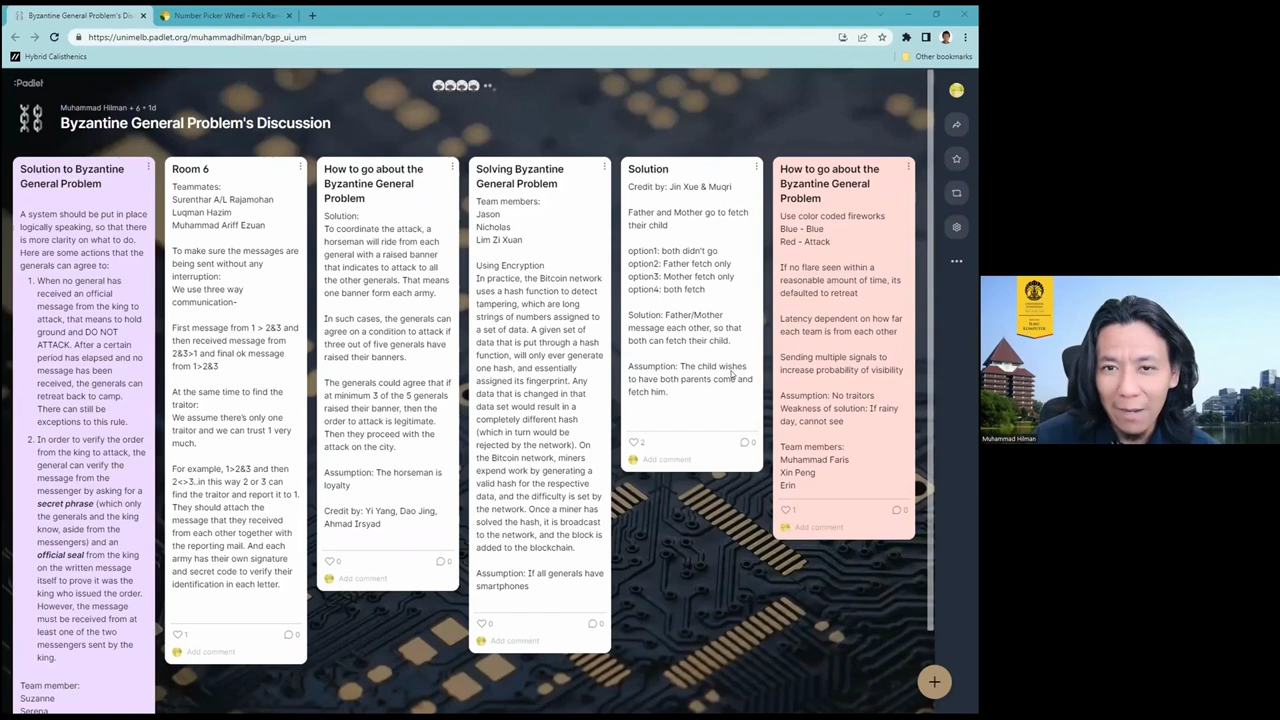 Byzantine General Problem's Dis
Number Picker Wheel - Pick Ra
https://unimelb.padlet.org/muhammadhilman/bgp_ui_um
Hybrid Calisthenics
Other bookmarks
:Padlet
Muhammad Hilman + 6 • 1d
Byzantine General Problem's Discussion
Solution to Byzantine
General Problem
A system should be put in place
logically speaking, so that there
is more clarity on what to do.
Here are some actions that the
generals can agree to:
1. When no general has
received an official
message from the king to
attack, that means to hold
ground and DO NOT
ATTACK. After a certain
period has elapsed and no
message has been
received, the generals can
retreat back to camp.
There can still be
exceptions to this rule.
2. In order to verify the order
from the king to attack, the
general can verify the
message from the
messenger by asking for a
secret phrase (which only
the generals and the king
know, aside from the
messengers) and an
official seal from the king
on the written message
itself to prove it was the
king who issued the order.
However, the message
must be received from at
least one of the two
messengers sent by the
king.
Team member:
Suzanne
Serena
Room 6
Teammates:
Surenthar A/L Rajamohan
Luqman Hazim
Muhammad Ariff Ezuan
To make sure the messages are
being sent without any
interruption:
We use three way
communication-
First message from 1 > 2&3 and
then received message from
2&3>1 and final ok message
from 1>2&3
At the same time to find the
traitor:
We assume there's only one
traitor and we can trust 1 very
much.
For example, 1>2&3 and then
2<>3..in this way 2 or 3 can
find the traitor and report it to 1.
They should attach the
message that they received
from each other together with
the reporting mail. And each
army has their own signature
and secret code to verify their
identification in each letter.
1
0
Add comment
How to go about the
Byzantine General
Problem
Solution:
To coordinate the attack, a
horseman will ride from each
general with a raised banner
that indicates to attack to all
the other generals. That means
one banner form each army.
In such cases, the generals can
agree on a condition to attack if
three out of five generals have
raised their banners.
The generals could agree that if
at minimum 3 of the 5 generals
raised their banner, then the
order to attack is legitimate.
Then they proceed with the
attack on the city.
Assumption: The horseman is
loyalty
Credit by: Yi Yang, Dao Jing,
Ahmad Irsyad
0
0
Add comment
Solving Byzantine
General Problem
Team members:
Jason
Nicholas
Lim Zi Xuan
Using Encryption
In practice, the Bitcoin network
uses a hash function to detect
tampering, which are long
strings of numbers assigned to
a set of data. A given set of
data that is put through a hash
function, will only ever generate
one hash, and essentially
assigned its fingerprint. Any
data that is changed in that
data set would result in a
completely different hash
(which in turn would be
rejected by the network). On
the Bitcoin network, miners
expend work by generating a
valid hash for the respective
data, and the difficulty is set by
the network. Once a miner has
solved the hash, it is broadcast
to the network, and the block is
added to the blockchain.
Assumption: If all generals have
smartphones
0
0
Add comment
Solution
Credit by: Jin Xue & Muqri
Father and Mother go to fetch
their child
option1: both didn't go
option2: Father fetch only
option3: Mother fetch only
option4: both fetch
Solution: Father/Mother
message each other, so that
both can fetch their child.
Assumption: The child wishes
to have both parents come and
fetch him.
2
0
Add comment
How to go about the
Byzantine General
Problem
Use color coded fireworks
Blue - Blue
Red - Attack
If no flare seen within a
reasonable amount of time, its
defaulted to retreat
Latency dependent on how far
each team is from each other
Sending multiple signals to
increase probability of visibility
Assumption: No traitors
Weakness of solution: If rainy
day, cannot see
Team members:
Muhammad Faris
Xin Peng
Erin
1
0
Add comment
Muhammad Hilman